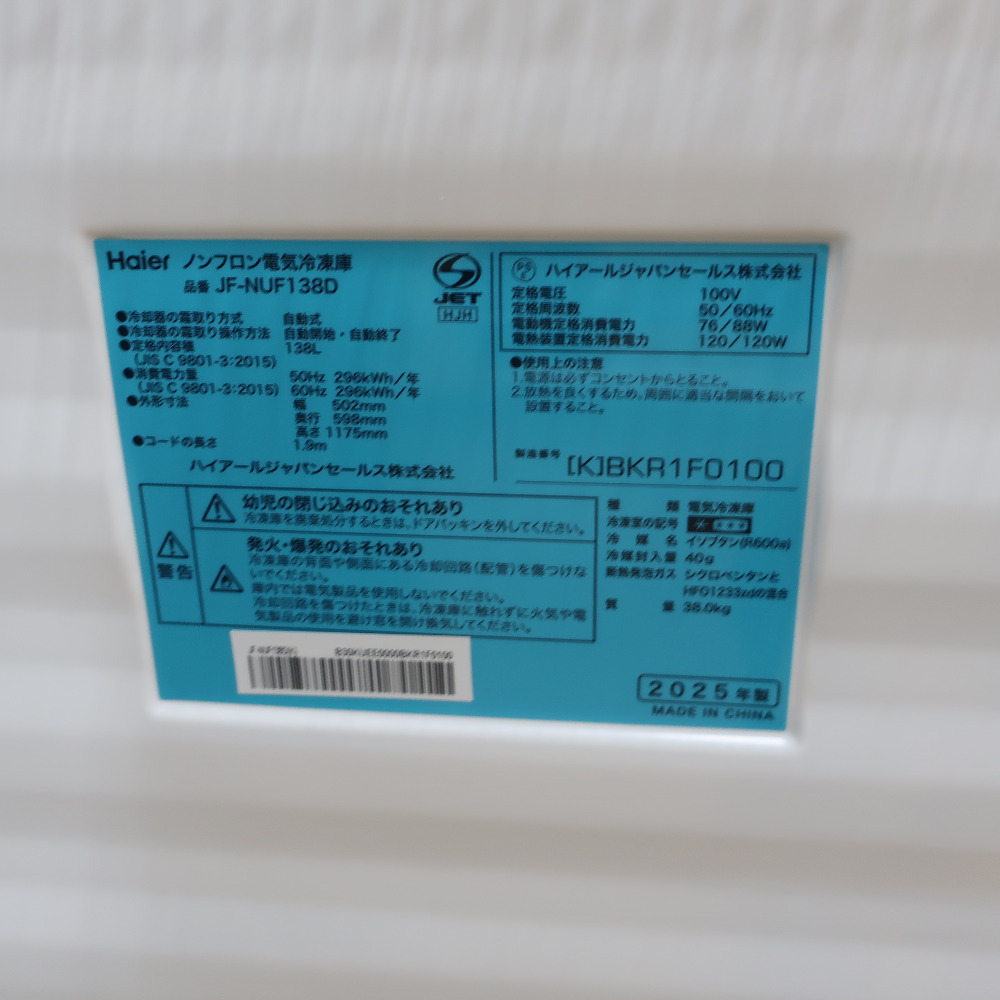 Haier ノンフロン電気冷凍庫
品番 JF-NUF138D
JET
HJH
●冷却器の霜取り方式 自動式
●冷却器の霜取り操作方法 自動開始・自動終了
●定格内容積 138L
(JIS C 9801-3:2015)
●消費電力量 50Hz 296kWh/年
(JIS C 9801-3:2015) 60Hz 296kWh/年
●外形寸法 幅 502mm
奥行 598mm
高さ 1175mm
●コードの長さ 1.9m
ハイアールジャパンセールス株式会社
PS E ハイアールジャパンセールス株式会社
定格電圧 100V
定格周波数 50/60Hz
電動機定格消費電力 76/88W
電熱装置定格消費電力 120/120W
●使用上の注意
1.電源は必ずコンセントからとること。
2.放熱を良くするため、周囲に適当な間隔をおいて
設置すること。
製造番号 [K]BKR1F0100
警告
幼児の閉じ込みのおそれあり
冷凍庫を廃棄処分するときは、ドアパッキンを外してください。
発火・爆発のおそれあり
冷凍庫の背面や側面にある冷却回路(配管)を傷つけな
いでください。
庫内では電気製品を使用しないでください。
冷却回路を傷つけたときは、冷凍庫に触れずに火気や電
気製品の使用を避け窓を開け換気してください。
種類 電気冷凍庫
冷凍室の記号
冷媒名 イソブタン(R600a)
冷媒封入量 40g
断熱発泡ガス シクロペンタンと
HFO1233zdの混合
質量 38.0kg
2025年製
MADE IN CHINA